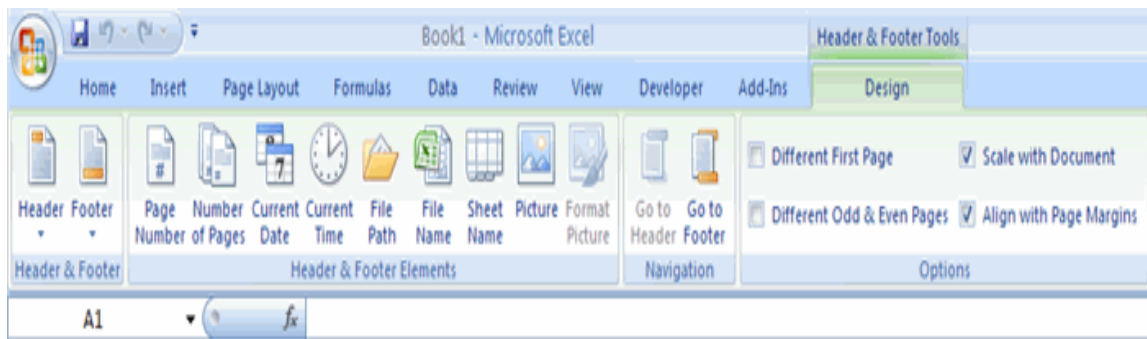 Book1 - Microsoft Excel
Header & Footer Tools
Home Insert Page Layout Formulas Data Review View Developer Add-Ins Design
Header Footer
Page Number
Number of Pages
Current Date
Current Time
File Path
File Name
Sheet Name
Picture
Format Picture
Go to Header
Go to Footer
Different First Page
Scale with Document
Different Odd & Even Pages
Align with Page Margins
Header & Footer
Header & Footer Elements
Navigation
Options
A1
fx